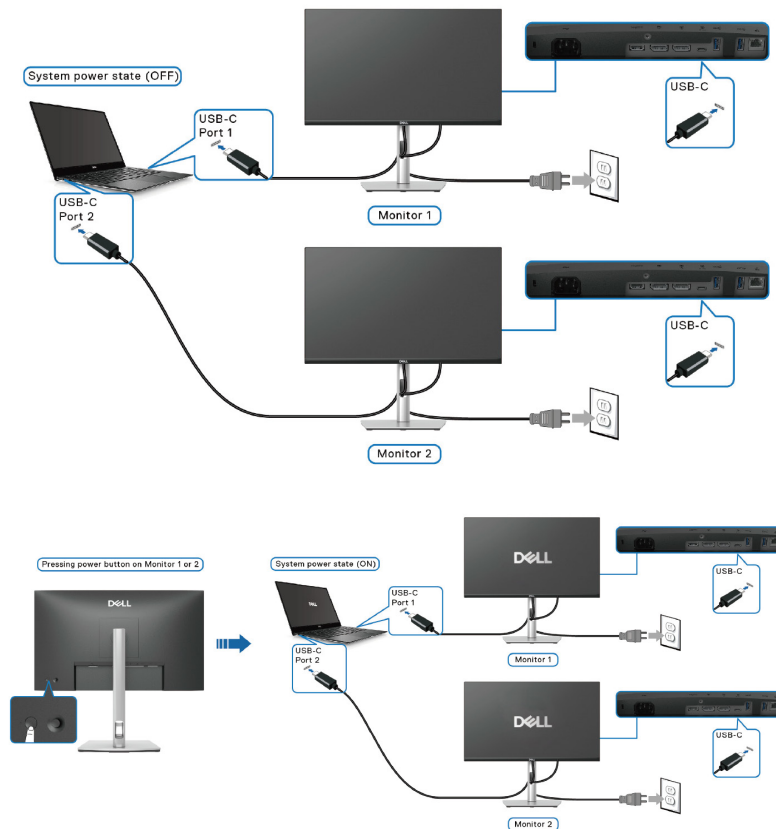 System power state (OFF)
USB-C
Port 1
USB-C
DELL
Monitor 1
USB-C
Port 2
USB-C
DELL
Monitor 2
Pressing power button on Monitor 1 or 2
DELL
System power state (ON)
DELL
USB-C
Port 1
DELL
USB-C
Monitor 1
USB-C
Port 2
DELL
USB-C
Monitor 2